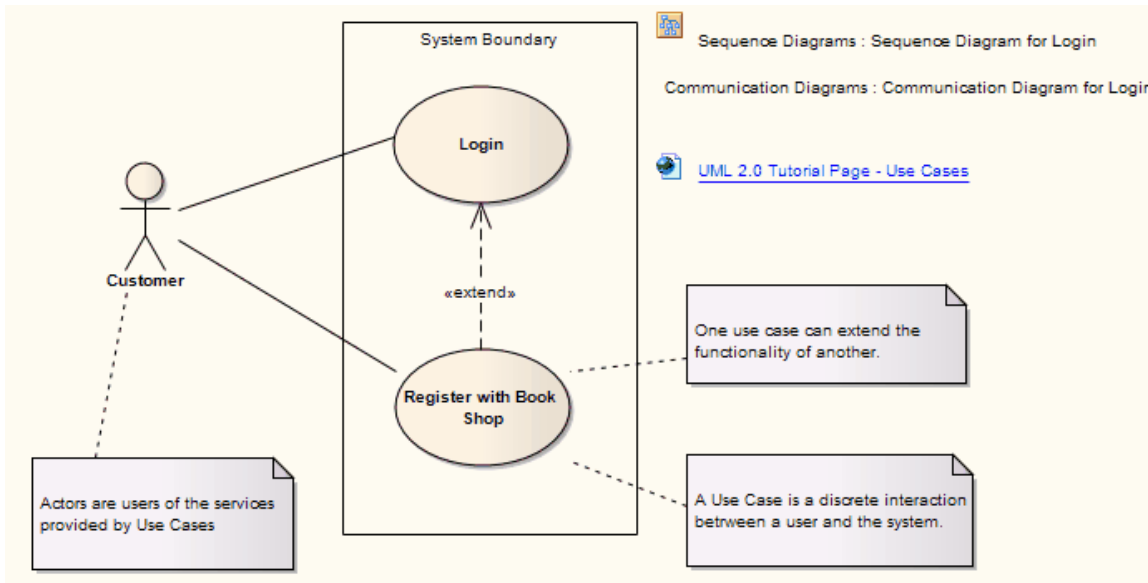 System Boundary
Sequence Diagrams : Sequence Diagram for Login
Communication Diagrams : Communication Diagram for Login
Login
UML 2.0 Tutorial Page - Use Cases
Customer
«extend»
One use case can extend the
functionality of another.
Register with Book
Shop
Actors are users of the services
provided by Use Cases
A Use Case is a discrete interaction
betrween a user and the system.